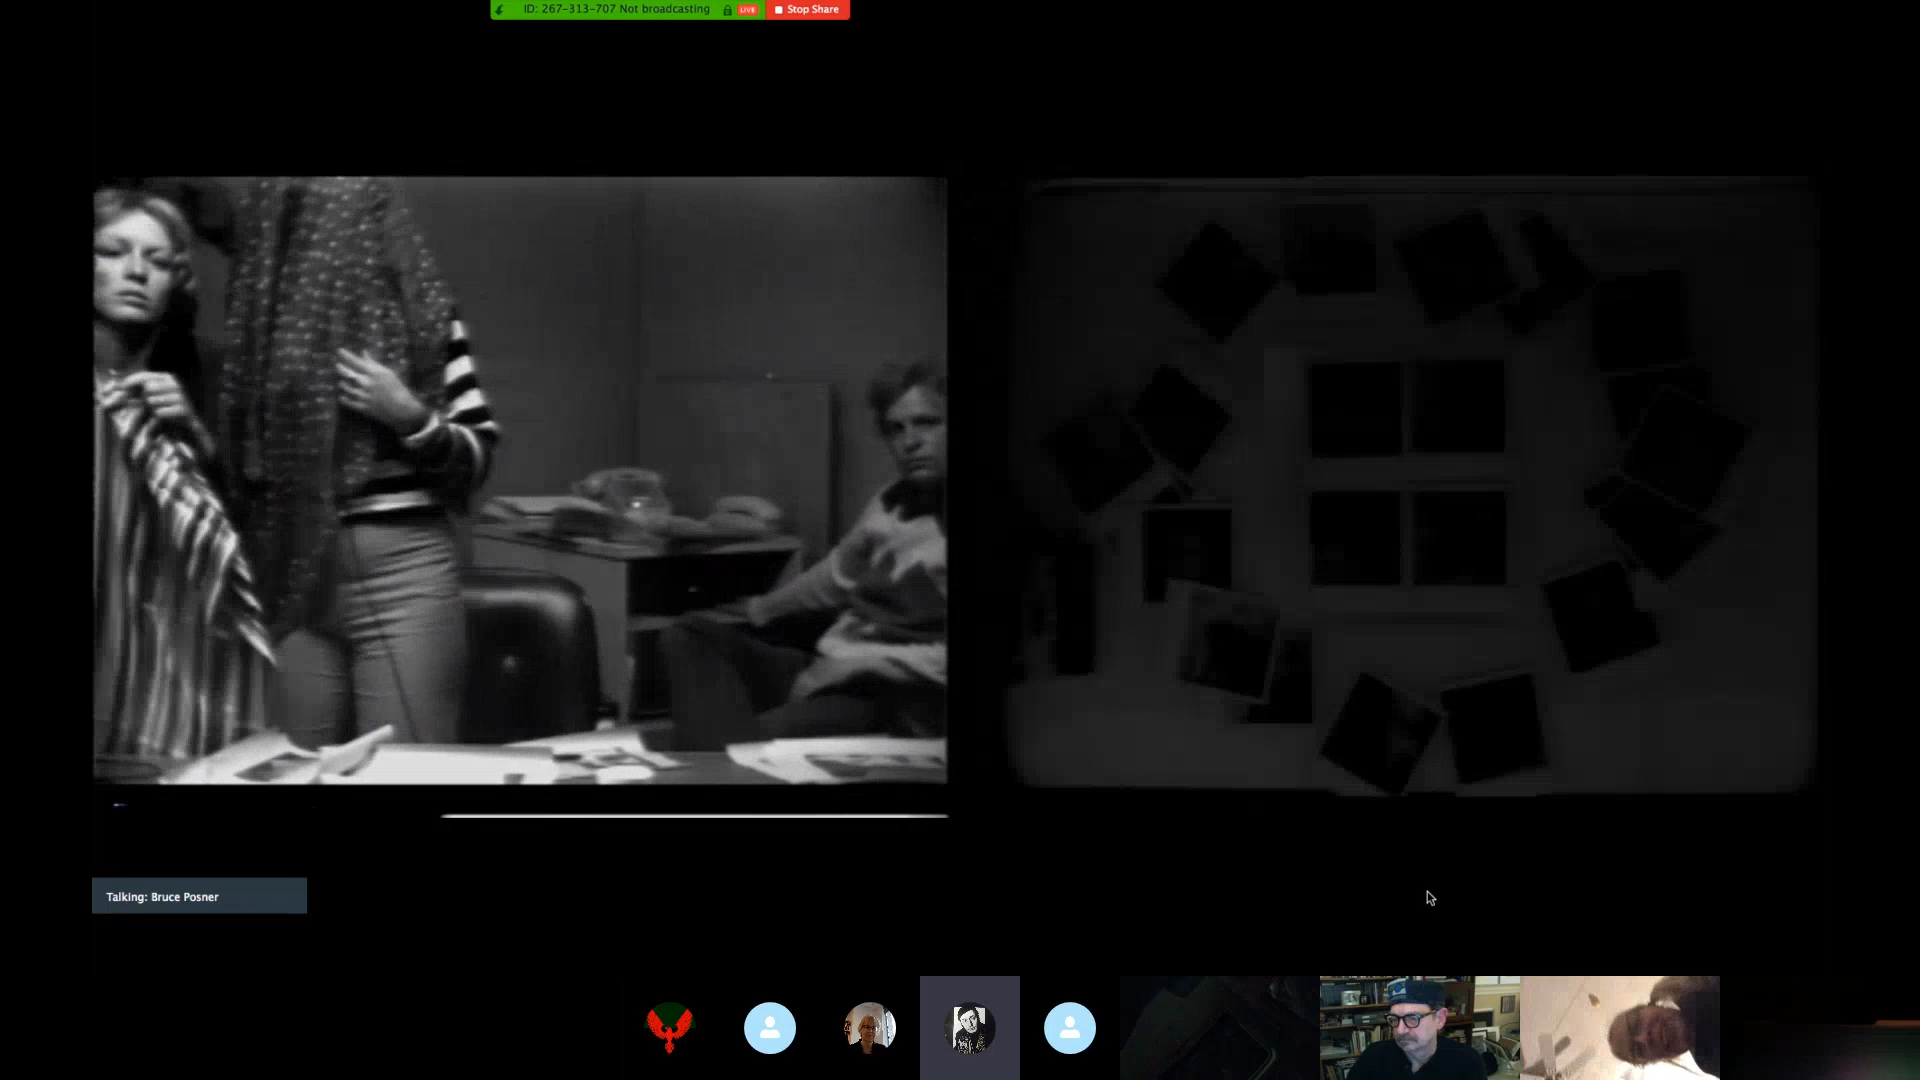 ID: 267-313-707 Not broadcasting LIVE Stop Share
Talking: Bruce Posner